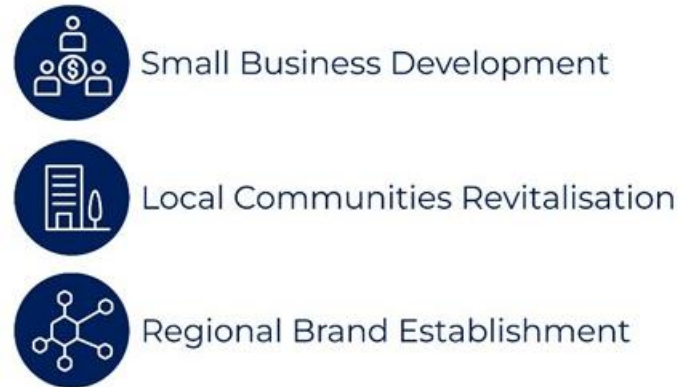 Small Business Development
Local Communities Revitalisation
Regional Brand Establishment